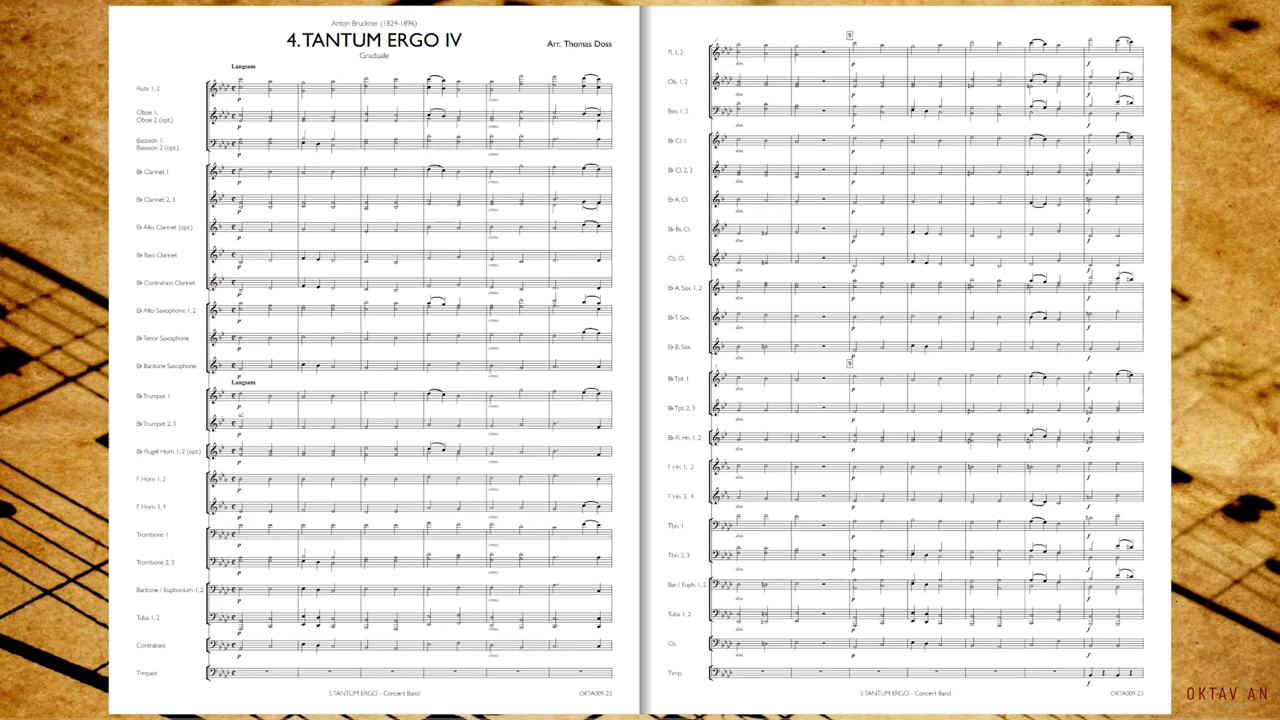 Anton Bruckner (1824-1896)
4. TANTUM ERGO IV
Arr. Thomas Doss
Graduale
Langsam
Flute 1, 2
Oboe 1,
Oboe 2 (opt.)
Bassoon 1,
Bassoon 2 (opt.)
B♭ Clarinet 1
B♭ Clarinet 2, 3
E♭ Alto Clarinet (opt.)
B♭ Bass Clarinet
B♭ Contrabass Clarinet
E♭ Alto Saxophone 1, 2
B♭ Tenor Saxophone
E♭ Baritone Saxophone
Langsam
B♭ Trumpet 1
a2
B♭ Trumpet 2, 3
B♭ Flugel Horn 1, 2 (opt.)
F Horn 1, 2
F Horn 3, 4
Trombone 1
Trombone 2, 3
Baritone / Euphonium 1, 2
Tuba 1, 2
Contrabass
Timpani
5 TANTUM ERGO - Concert Band
OKTA009-23
9
Fl. 1, 2
Ob. 1, 2
Bsn. 1, 2
B♭ Cl. 1
B♭ Cl. 2, 3
E♭ A. Cl.
B♭ Bs. Cl.
Cb. Cl.
E♭ A. Sax. 1, 2
B♭ T. Sax.
E♭ B. Sax.
9
B♭ Tpt. 1
B♭ Tpt. 2, 3
B♭ Fl. Hn. 1, 2
F Hn. 1, 2
F Hn. 3, 4
Tbn. 1
Tbn. 2, 3
Bar. / Euph. 1, 2
Tuba 1, 2
Cb.
Timp.
5 TANTUM ERGO - Concert Band
OKTA009-23
OKTAV AN